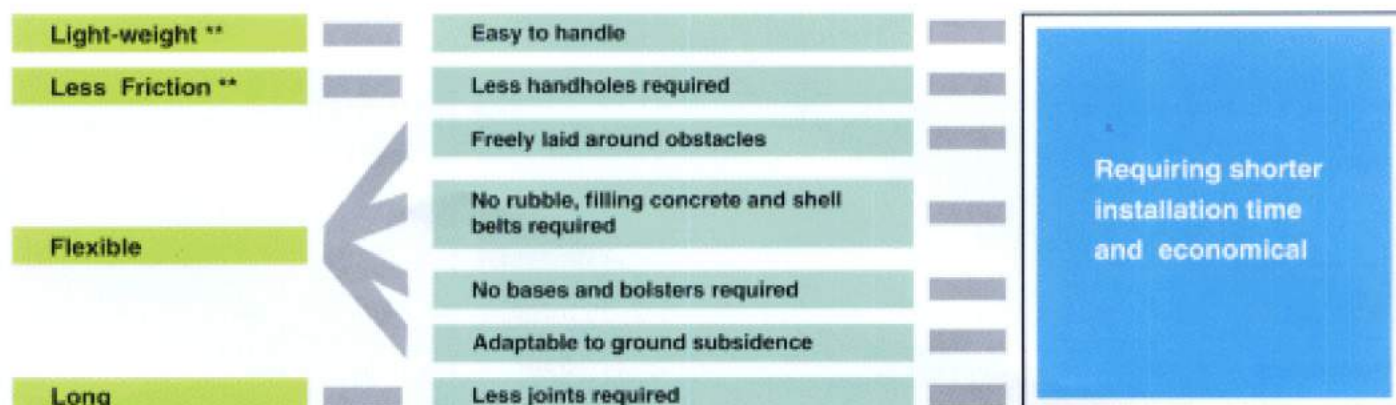 Light-weight **
Easy to handle
Less Friction **
Less handholes required
Freely laid around obstacles
No rubble, filling concrete and shell
belts required
Flexible
No bases and bolsters required
Adaptable to ground subsidence
Long
Less joints required
Requiring shorter
installation time
and economical